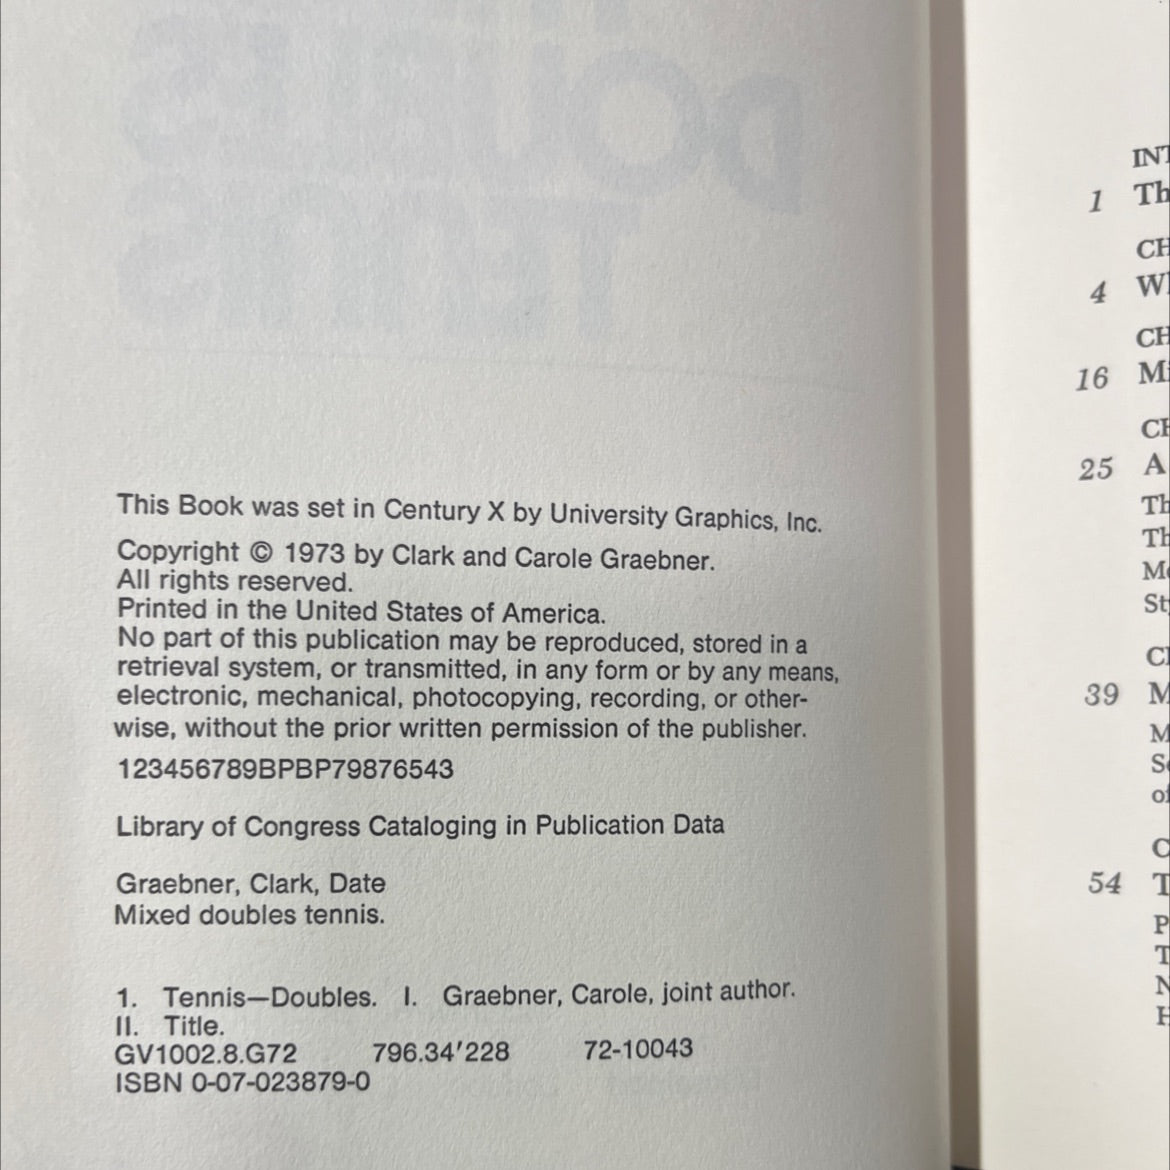 This Book was set in Century X by University Graphics, Inc.
Copyright © 1973 by Clark and Carole Graebner.
All rights reserved.
Printed in the United States of America.
No part of this publication may be reproduced, stored in a
retrieval system, or transmitted, in any form or by any means,
electronic, mechanical, photocopying, recording, or other-
wise, without the prior written permission of the publisher.
123456789BPBP79876543
Library of Congress Cataloging in Publication Data
Graebner, Clark, Date
Mixed doubles tennis.
1. Tennis—Doubles. I. Graebner, Carole, joint author.
II. Title.
GV1002.8.G72 796.34′228 72-10043
ISBN 0-07-023879-0
1
4
16
25 A
39
54